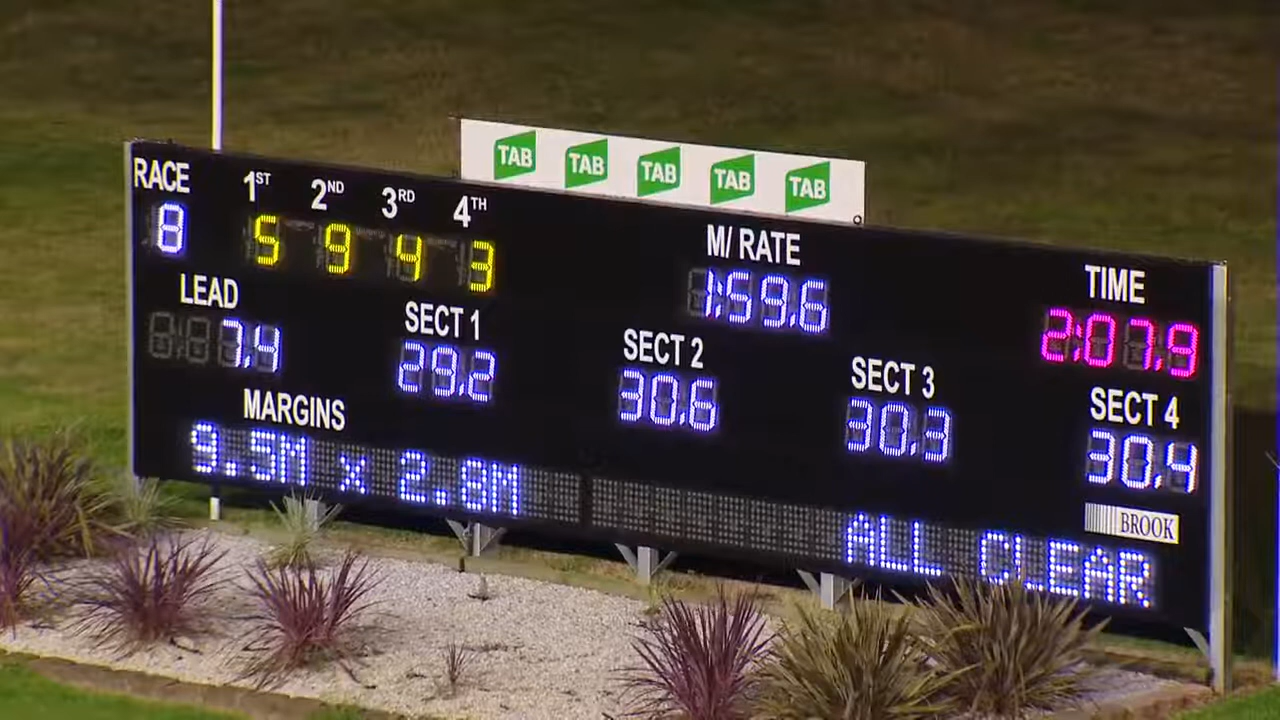 TAB TAB TAB TAB TAB
RACE 1ST 2ND 3RD 4TH M/ RATE TIME
8 5 9 4 3 1:59.6 2:07.9
LEAD SECT 1 SECT 2 SECT 3 SECT 4
7.4 29.2 30.6 30.3 30.4
MARGINS
9.5M x 2.8M ALL CLEAR
BROOK